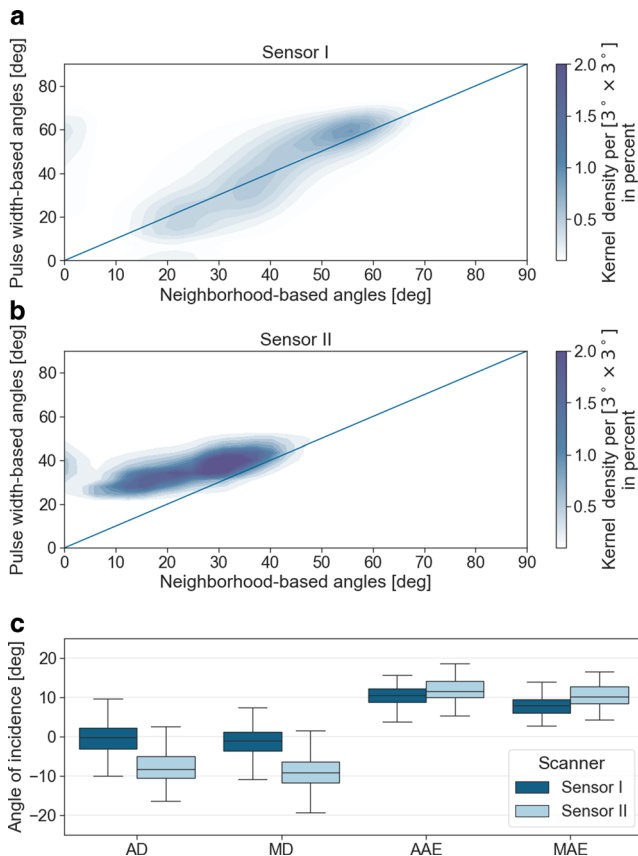 a
Sensor I
Pulse width-based angles [deg]
80
60
40
20
0
0 10 20 30 40 50 60 70 80 90
Neighborhood-based angles [deg]
2.0
1.5
1.0
0.5
Kernel density per [3° × 3°]
in percent
b
Sensor II
Pulse width-based angles [deg]
80
60
40
20
0
0 10 20 30 40 50 60 70 80 90
Neighborhood-based angles [deg]
2.0
1.5
1.0
0.5
Kernel density per [3° × 3°]
in percent
c
Angle of incidence [deg]
20
10
0
−10
−20
AD MD AAE MAE
Scanner
Sensor I
Sensor II